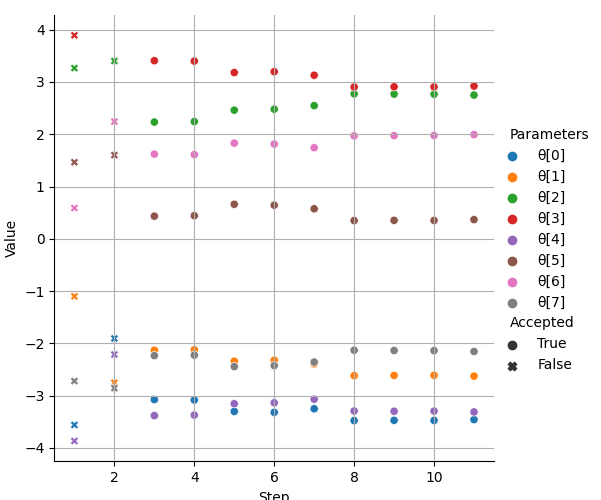 4
3
2
1
0
−1
−2
−3
−4
Value
2
4
6
8
10
Step
Parameters
θ[0]
θ[1]
θ[2]
θ[3]
θ[4]
θ[5]
θ[6]
θ[7]
Accepted
True
False